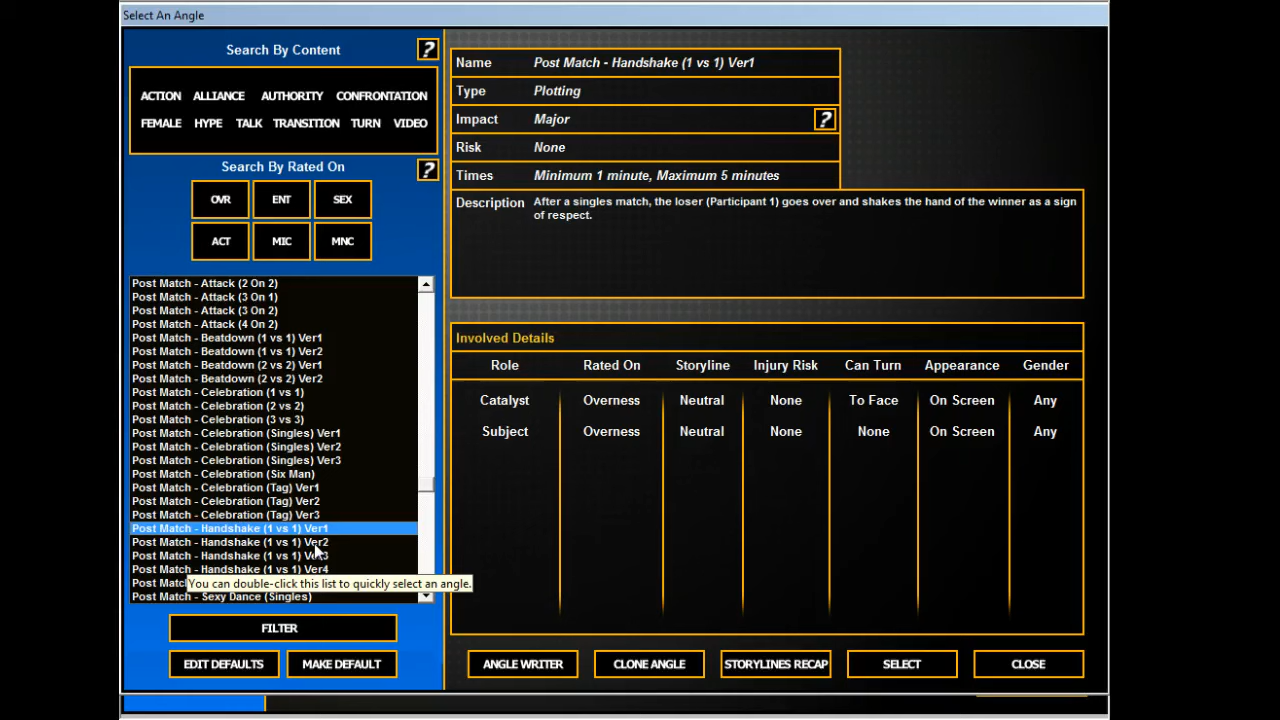 Select An Angle
Search By Content
?
ACTION ALLIANCE AUTHORITY CONFRONTATION
FEMALE HYPE TALK TRANSITION TURN VIDEO
Search By Rated On
?
OVR ENT SEX
ACT MIC MNC
Post Match - Attack (2 On 2)
Post Match - Attack (3 On 1)
Post Match - Attack (3 On 2)
Post Match - Attack (4 On 2)
Post Match - Beatdown (1 vs 1) Ver1
Post Match - Beatdown (1 vs 1) Ver2
Post Match - Beatdown (2 vs 2) Ver1
Post Match - Beatdown (2 vs 2) Ver2
Post Match - Celebration (1 vs 1)
Post Match - Celebration (2 vs 2)
Post Match - Celebration (3 vs 3)
Post Match - Celebration (Singles) Ver1
Post Match - Celebration (Singles) Ver2
Post Match - Celebration (Singles) Ver3
Post Match - Celebration (Six Man)
Post Match - Celebration (Tag) Ver1
Post Match - Celebration (Tag) Ver2
Post Match - Celebration (Tag) Ver3
Post Match - Handshake (1 vs 1) Ver1
Post Match - Handshake (1 vs 1) Ver2
Post Match - Handshake (1 vs 1) Ver3
Post Match - Handshake (1 vs 1) Ver4
Post
You can double-click this list to quickly select an angle.
Post Match - Sexy Dance (Singles)
FILTER
EDIT DEFAULTS MAKE DEFAULT
Name Post Match - Handshake (1 vs 1) Ver1
Type Plotting
Impact Major ?
Risk None
Times Minimum 1 minute, Maximum 5 minutes
Description After a singles match, the loser (Participant 1) goes over and shakes the hand of the winner as a sign
of respect.
Involved Details
Role Rated On Storyline Injury Risk Can Turn Appearance Gender
Catalyst Overness Neutral None To Face On Screen Any
Subject Overness Neutral None None On Screen Any
ANGLE WRITER CLONE ANGLE STORYLINES RECAP SELECT CLOSE